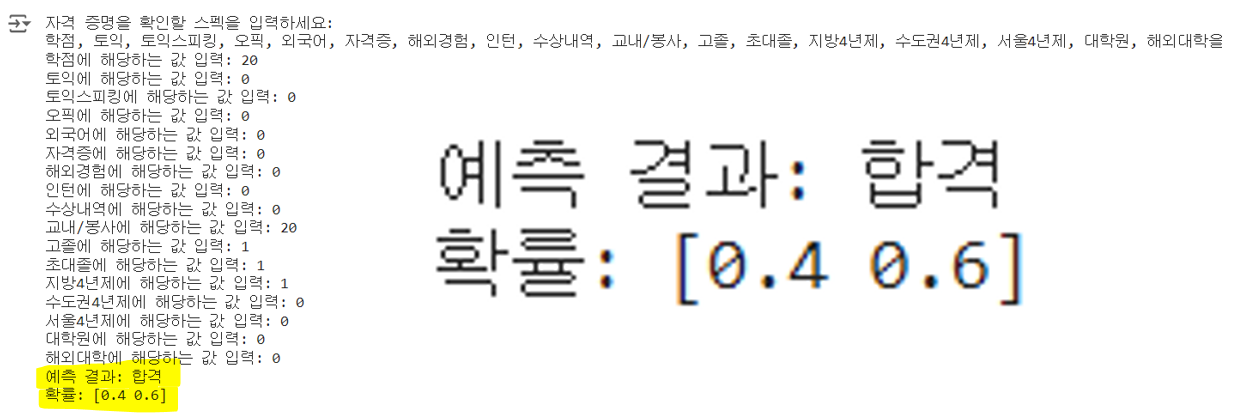 자격 증명을 확인할 스펙을 입력하세요:
학점, 토익, 토익스피킹, 오픽, 외국어, 자격증, 해외경험, 인턴, 수상내역, 교내/봉사, 고졸, 초대졸, 지방4년제, 수도권4년제, 서울4년제, 대학원, 해외대학을
학점에 해당하는 값 입력: 20
토익에 해당하는 값 입력: 0
토익스피킹에 해당하는 값 입력: 0
오픽에 해당하는 값 입력: 0
외국어에 해당하는 값 입력: 0
자격증에 해당하는 값 입력: 0
해외경험에 해당하는 값 입력: 0
인턴에 해당하는 값 입력: 0
수상내역에 해당하는 값 입력: 0
교내/봉사에 해당하는 값 입력: 20
고졸에 해당하는 값 입력: 1
초대졸에 해당하는 값 입력: 1
지방4년제에 해당하는 값 입력: 1
수도권4년제에 해당하는 값 입력: 0
서울4년제에 해당하는 값 입력: 0
대학원에 해당하는 값 입력: 0
해외대학에 해당하는 값 입력: 0
예측 결과: 합격
확률: [0.4 0.6]
예측 결과: 합격
확률: [0.4 0.6]